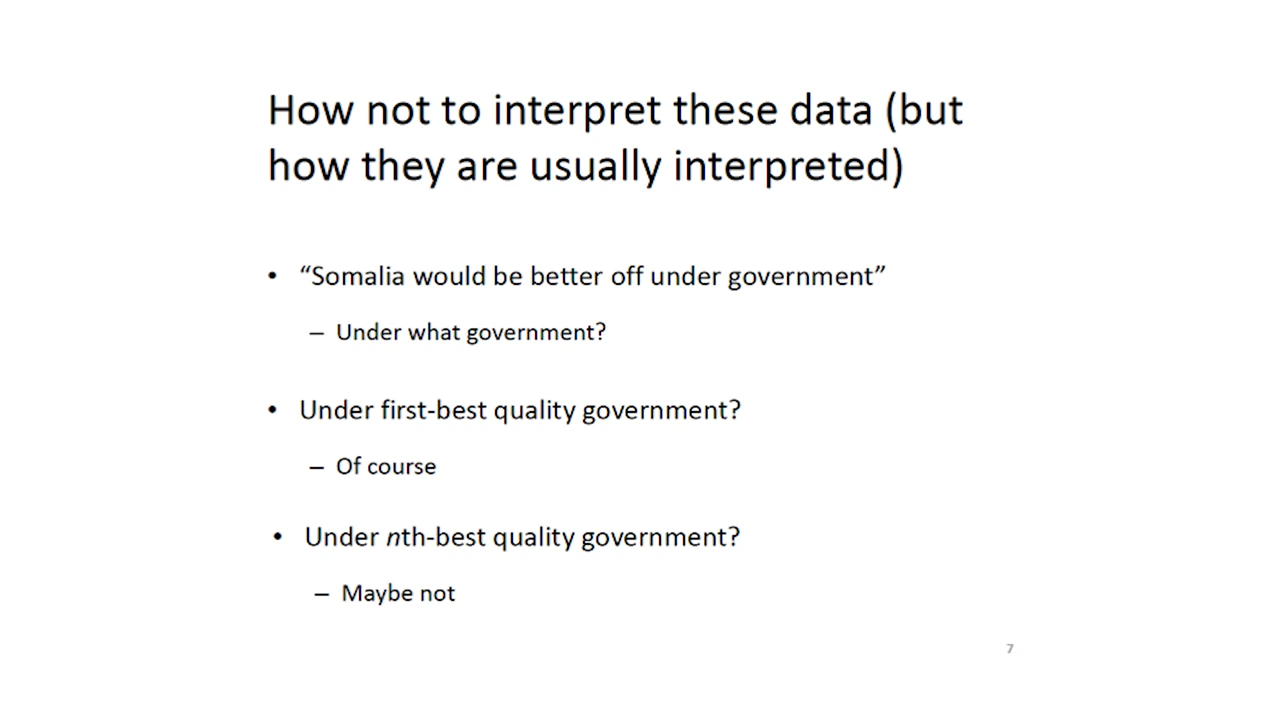 How not to interpret these data (but
how they are usually interpreted)
• “Somalia would be better off under government”
– Under what government?
• Under first-best quality government?
– Of course
• Under nth-best quality government?
– Maybe not
7